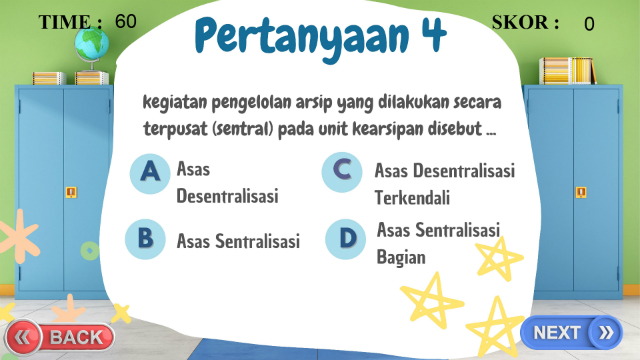 TIME : 60
SKOR : 0
Pertanyaan 4
kegiatan pengelolan arsip yang dilakukan secara
terpusat (sentral) pada unit kearsipan disebut ...
A Asas
Desentralisasi
B Asas Sentralisasi
C Asas Desentralisasi
Terkendali
D Asas Sentralisasi
Bagian
BACK
NEXT